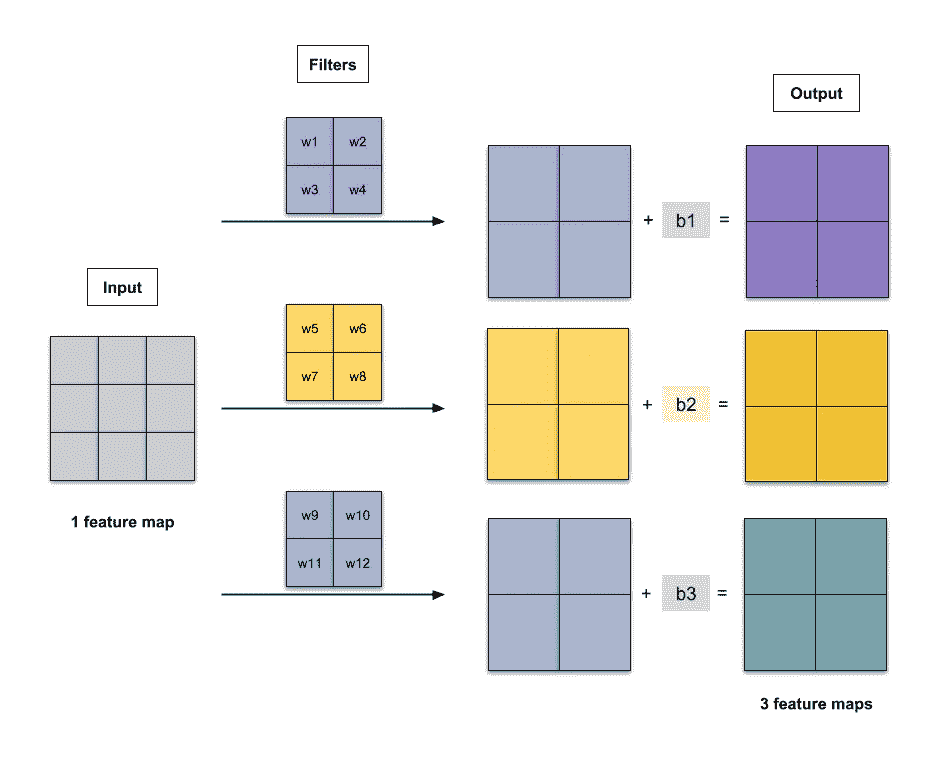 Filters
Output
w1 w2
w3 w4
+ b1 =
Input
w5 w6
w7 w8
+ b2 =
1 feature map
w9 w10
w11 w12
+ b3 =
3 feature maps